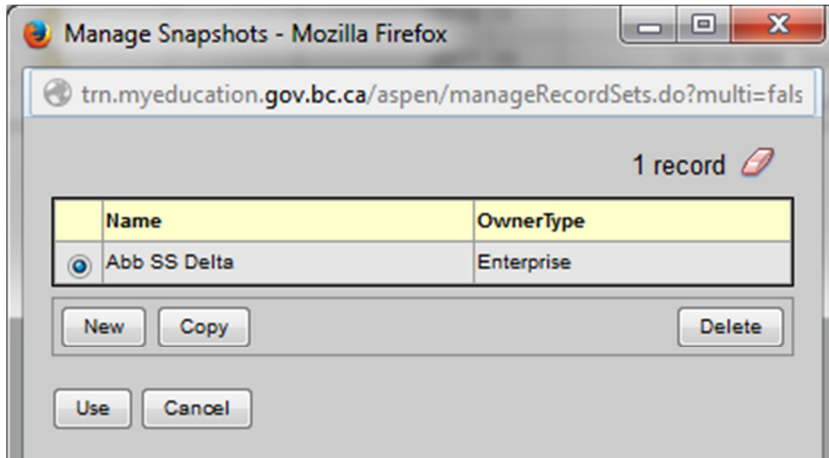 Manage Snapshots - Mozilla Firefox
trn.myeducation.gov.bc.ca/aspen/manageRecordSets.do?multi=fals
1 record
Name OwnerType
Abb SS Delta Enterprise
New Copy Delete
Use Cancel